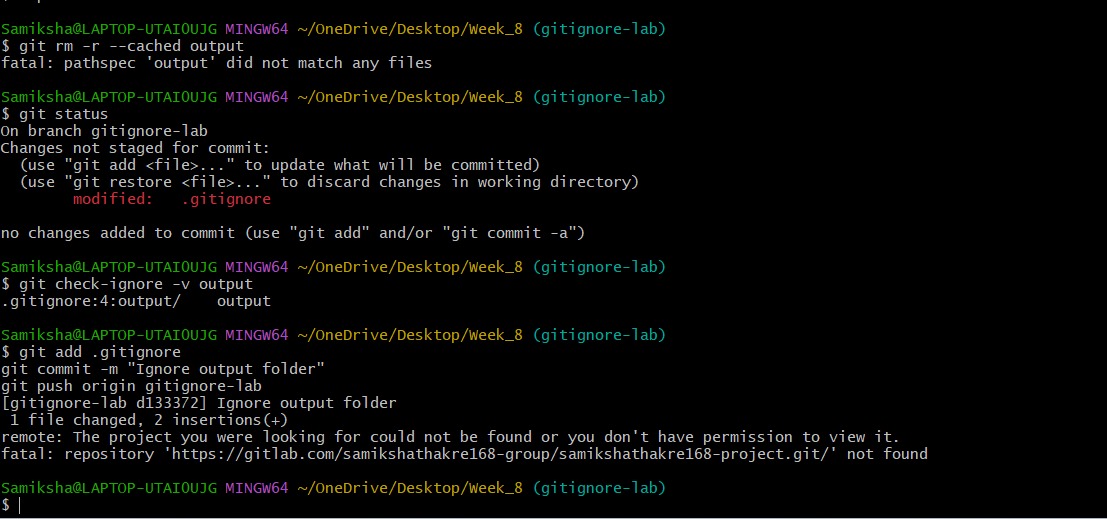 Samiksha@LAPTOP-UTAI0UJG MINGW64 ~/OneDrive/Desktop/Week_8 (gitignore-lab)
$ git rm -r --cached output
fatal: pathspec 'output' did not match any files

Samiksha@LAPTOP-UTAI0UJG MINGW64 ~/OneDrive/Desktop/Week_8 (gitignore-lab)
$ git status
On branch gitignore-lab
Changes not staged for commit:
  (use "git add <file>..." to update what will be committed)
  (use "git restore <file>..." to discard changes in working directory)
        modified:   .gitignore

no changes added to commit (use "git add" and/or "git commit -a")

Samiksha@LAPTOP-UTAI0UJG MINGW64 ~/OneDrive/Desktop/Week_8 (gitignore-lab)
$ git check-ignore -v output
.gitignore:4:output/    output

Samiksha@LAPTOP-UTAI0UJG MINGW64 ~/OneDrive/Desktop/Week_8 (gitignore-lab)
$ git add .gitignore
git commit -m "Ignore output folder"
git push origin gitignore-lab
[gitignore-lab d133372] Ignore output folder
 1 file changed, 2 insertions(+)
remote: The project you were looking for could not be found or you don't have permission to view it.
fatal: repository 'https://gitlab.com/samikshathakre168-group/samikshathakre168-project.git/' not found

Samiksha@LAPTOP-UTAI0UJG MINGW64 ~/OneDrive/Desktop/Week_8 (gitignore-lab)
$